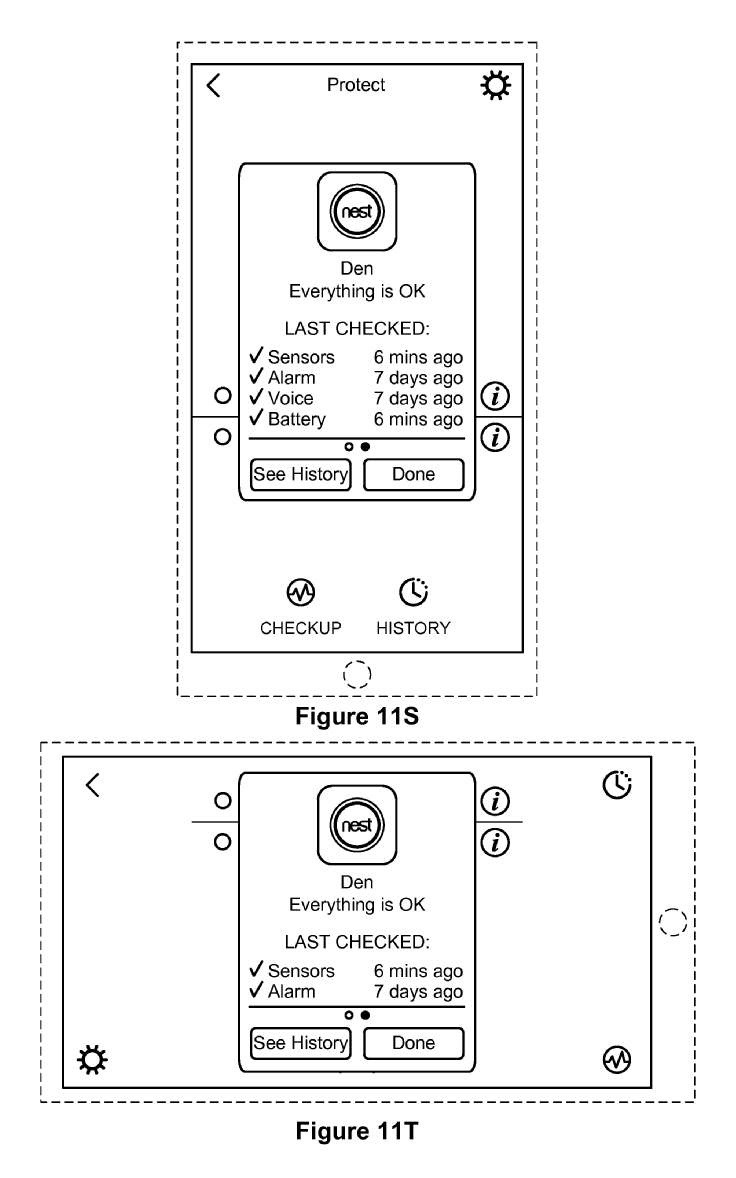 Protect
nest
Den
Everything is OK
LAST CHECKED:
✓ Sensors 6 mins ago
✓ Alarm 7 days ago
✓ Voice 7 days ago
✓ Battery 6 mins ago
i
i
See History Done
CHECKUP HISTORY
Figure 11S
i
i
nest
Den
Everything is OK
LAST CHECKED:
✓ Sensors 6 mins ago
✓ Alarm 7 days ago
See History Done
Figure 11T